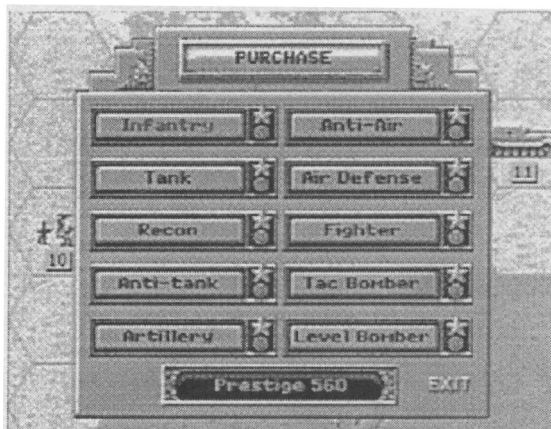 PURCHASE
Infantry Anti-Air
Tank Air Defense
11
Recon Fighter
10
Anti-tank Tac Bomber
Artillery Level Bomber
Prestige 560 EXIT